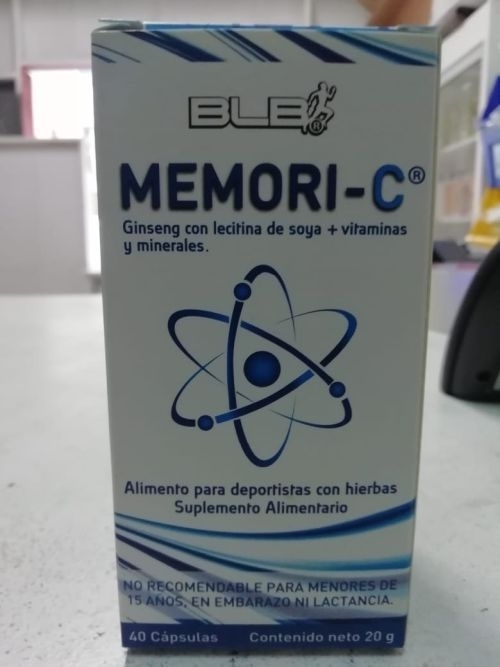 BLB®
MEMORI-C®
Ginseng con lecitina de soya + vitaminas
y minerales.
Alimento para deportistas con hierbas
Suplemento Alimentario
NO RECOMENDABLE PARA MENORES DE
15 AÑOS, EN EMBARAZO NI LACTANCIA.
40 Cápsulas Contenido neto 20 g